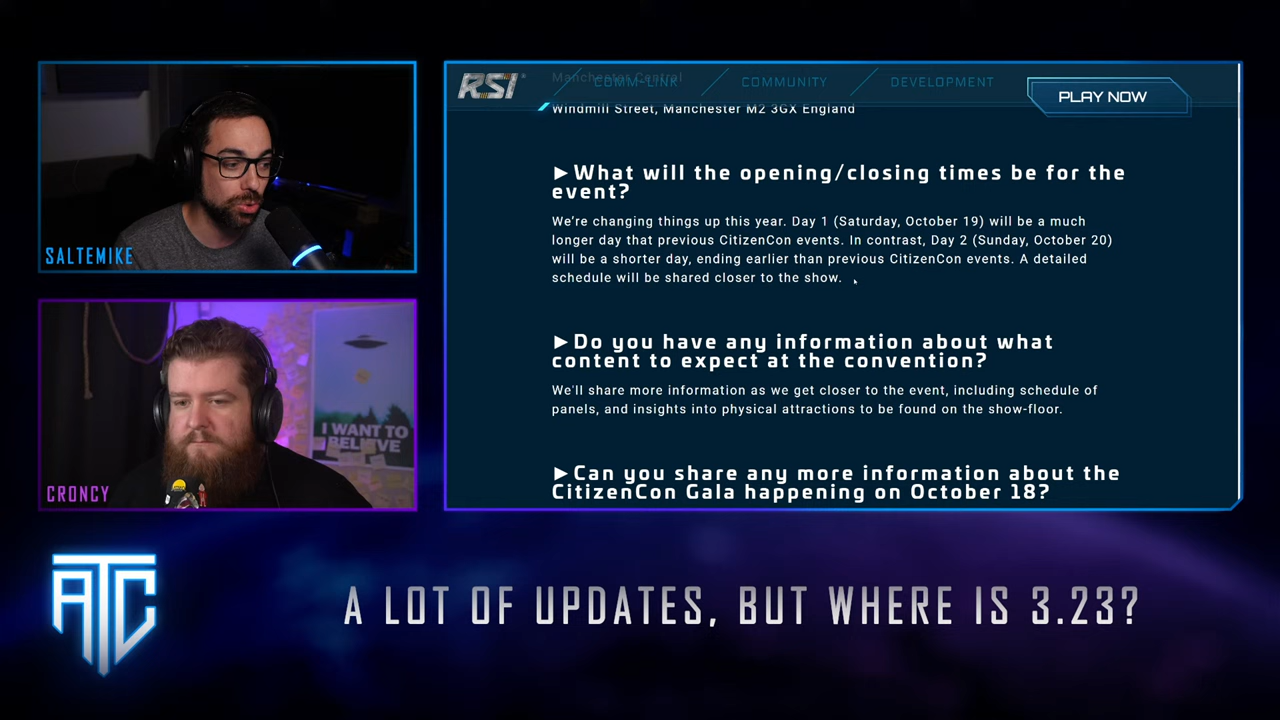 RSI
COMM-LINK
COMMUNITY
DEVELOPMENT
PLAY NOW
Manchester Central
Windmill Street, Manchester M2 3GX England
►What will the opening/closing times be for the
event?
We're changing things up this year. Day 1 (Saturday, October 19) will be a much
longer day that previous CitizenCon events. In contrast, Day 2 (Sunday, October 20)
will be a shorter day, ending earlier than previous CitizenCon events. A detailed
schedule will be shared closer to the show.
►Do you have any information about what
content to expect at the convention?
We'll share more information as we get closer to the event, including schedule of
panels, and insights into physical attractions to be found on the show-floor.
►Can you share any more information about the
CitizenCon Gala happening on October 18?
SALTEMIKE
I WANT TO
BELIEVE
CRONCY
ATC
A LOT OF UPDATES, BUT WHERE IS 3.23?